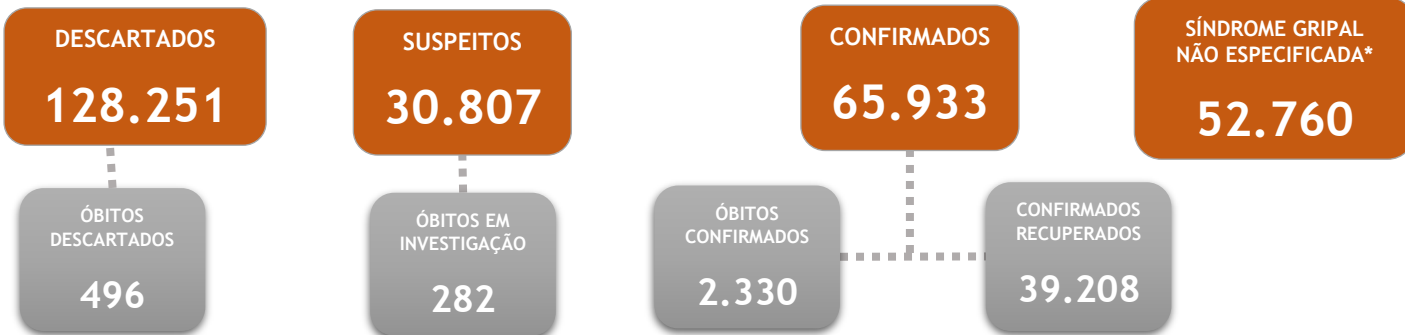 DESCARTADOS
128.251
SUSPEITOS
30.807
CONFIRMADOS
65.933
SÍNDROME GRIPAL
NÃO ESPECIFICADA*
52.760
ÓBITOS
DESCARTADOS
496
ÓBITOS EM
INVESTIGAÇÃO
282
ÓBITOS
CONFIRMADOS
2.330
CONFIRMADOS
RECUPERADOS
39.208